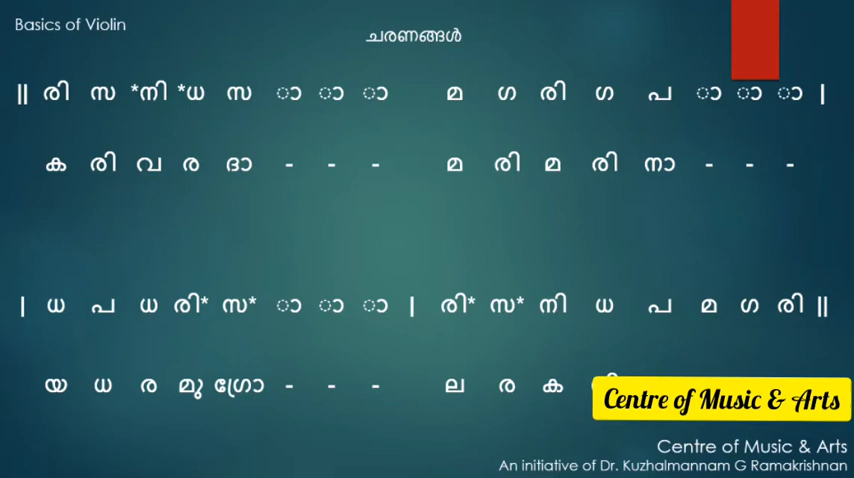 Basics of Violin
ചരണങ്ങൾ
|| രി സ *നി *ധ സ ാ ാ ാ മ ഗ രി ഗ പ ാ ാ ാ |
ക രി വ ര ദാ - - - മ രി മ രി നാ - - -
| ധ പ ധ രി* സ* ാ ാ ാ | രി* സ* നി ധ പ മ ഗ രി ||
യ ധ ര മു ഗ്രോ - - - ല ര ക
Centre of Music & Arts
Centre of Music & Arts
An initiative of Dr. Kuzhalmannam G Ramakrishnan